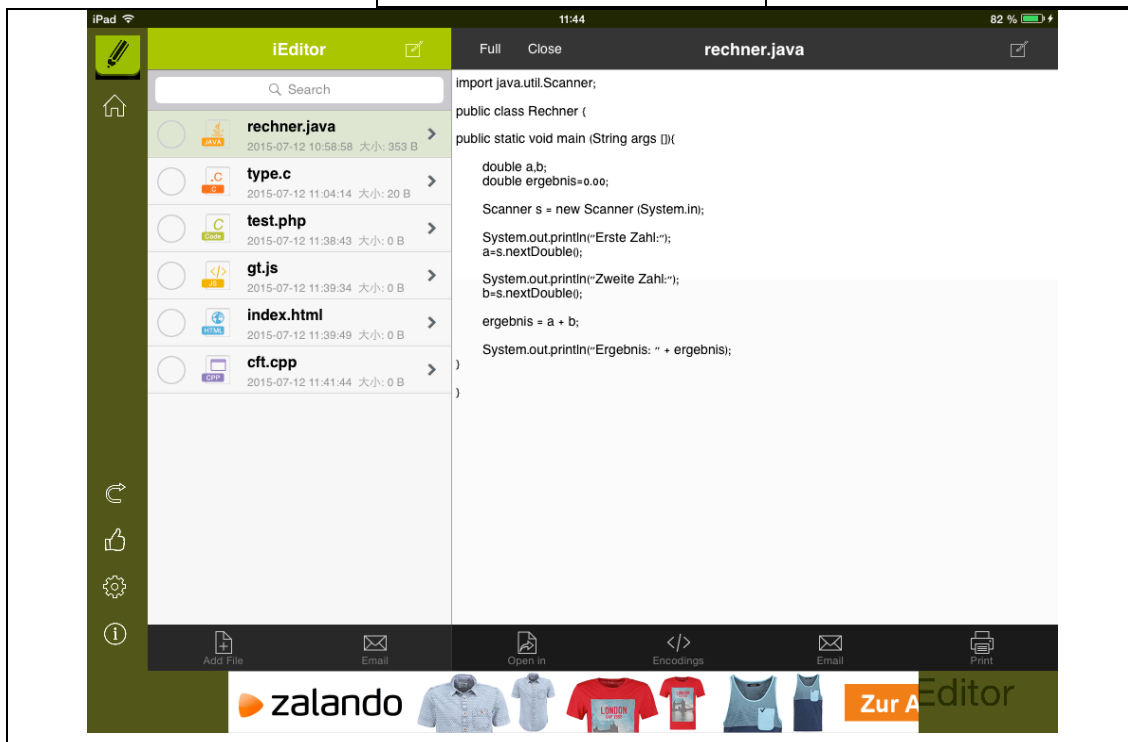 iPad 11:44 82 %
iEditor
Full Close rechner.java
Search
rechner.java
JAVA
2015-07-12 10:58:58 大小: 353 B
type.c
.C
C
2015-07-12 11:04:14 大小: 20 B
test.php
C
Code
2015-07-12 11:38:43 大小: 0 B
gt.js
</>
JS
2015-07-12 11:39:34 大小: 0 B
index.html
HTML
2015-07-12 11:39:49 大小: 0 B
cft.cpp
CPP
2015-07-12 11:41:44 大小: 0 B
import java.util.Scanner;
public class Rechner {
public static void main (String args []){
double a,b;
double ergebnis=0.00;
Scanner s = new Scanner (System.in);
System.out.println("Erste Zahl:");
a=s.nextDouble();
System.out.println("Zweite Zahl:");
b=s.nextDouble();
ergebnis = a + b;
System.out.println("Ergebnis: " + ergebnis);
}
}
Add File Email Open in </> Encodings Email Print
zalando LONDON Zur A Editor